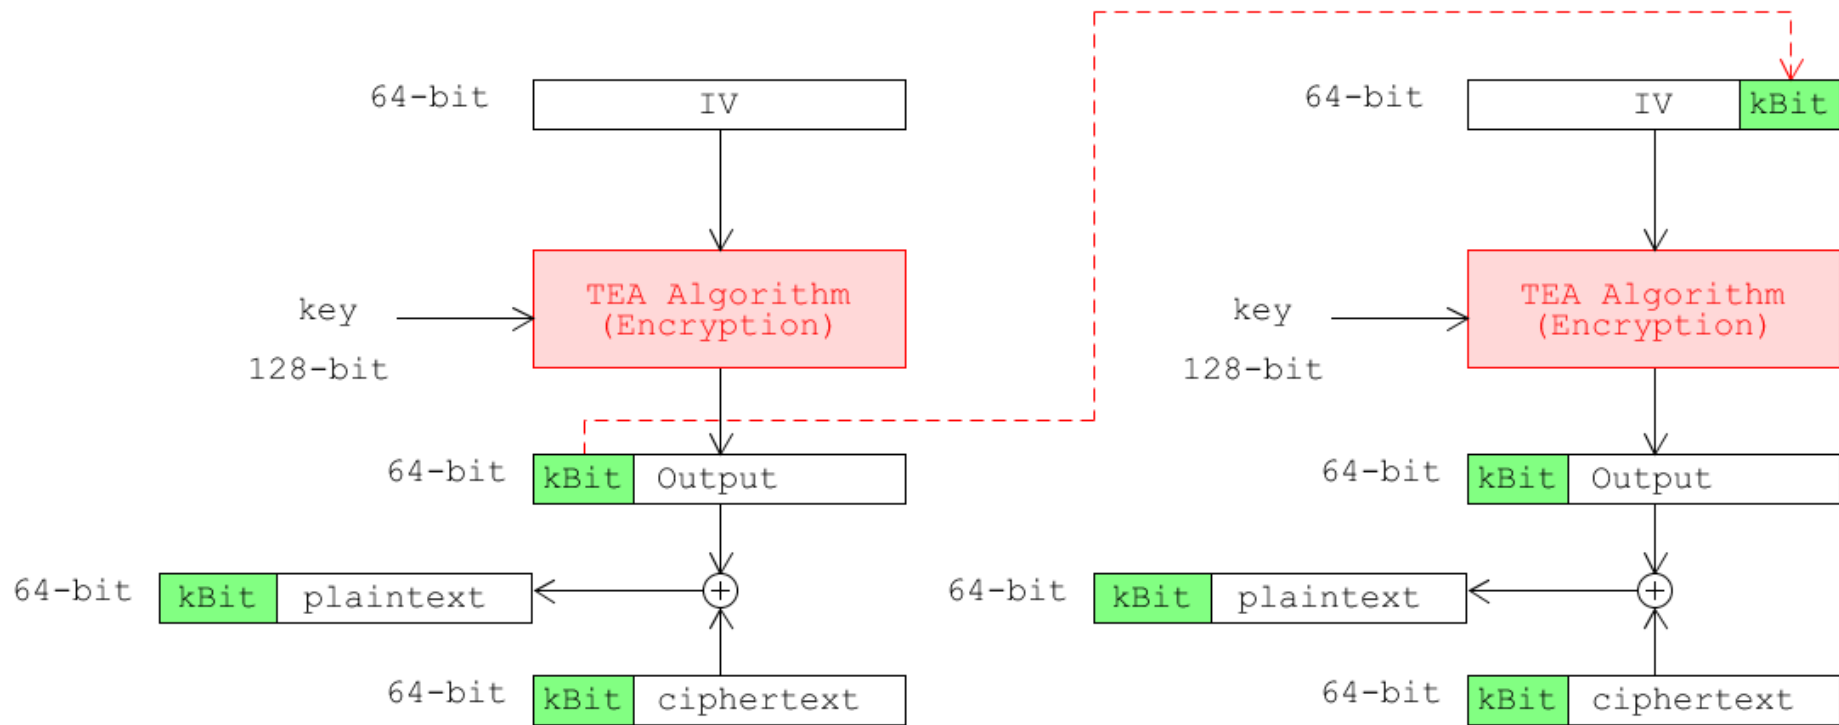 64-bit IV 64-bit IV kBit
TEA Algorithm TEA Algorithm
key (Encryption) key (Encryption)
128-bit 128-bit
64-bit kBit Output 64-bit kBit Output
64-bit kBit plaintext + 64-bit kBit plaintext +
64-bit kBit ciphertext 64-bit kBit ciphertext